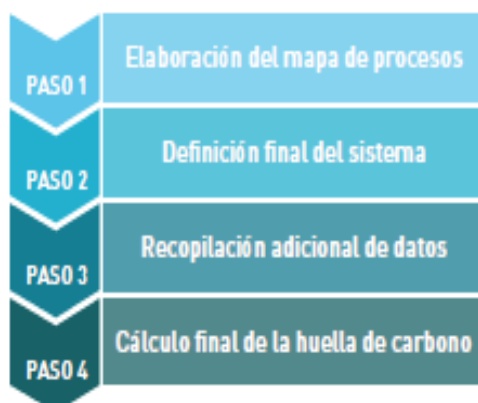 PASO 1
Elaboración del mapa de procesos
PASO 2
Definición final del sistema
PASO 3
Recopilación adicional de datos
PASO 4
Cálculo final de la huella de carbono